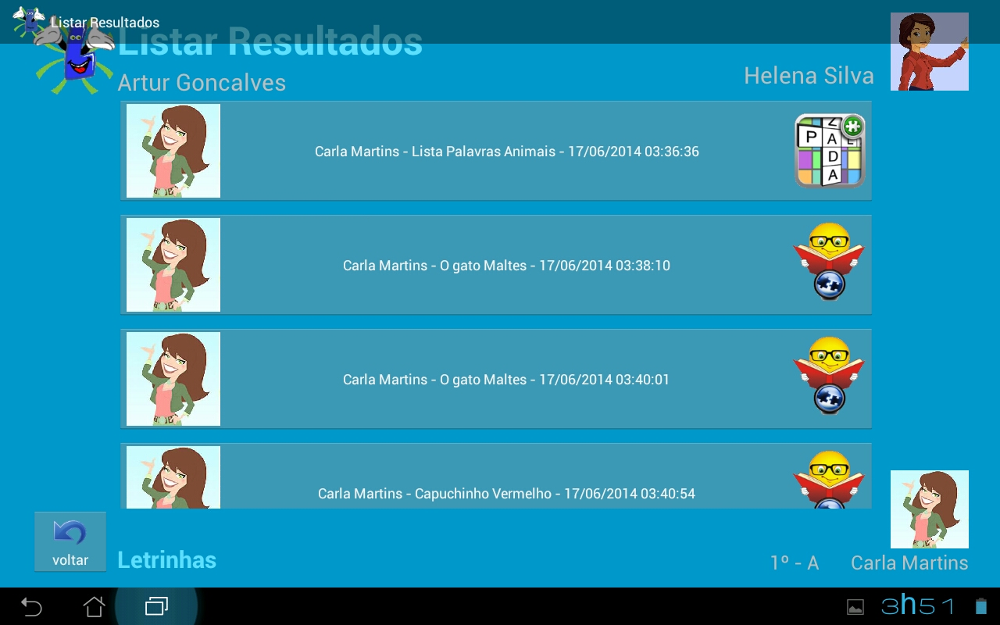 Listar Resultados
Listar Resultados
Artur Goncalves
Helena Silva
Carla Martins - Lista Palavras Animais - 17/06/2014 03:36:36
P A L
Z
A
D
A
Carla Martins - O gato Maltes - 17/06/2014 03:38:10
Carla Martins - O gato Maltes - 17/06/2014 03:40:01
Carla Martins - Capuchinho Vermelho - 17/06/2014 03:40:54
voltar
Letrinhas
1º - A
Carla Martins
3h51